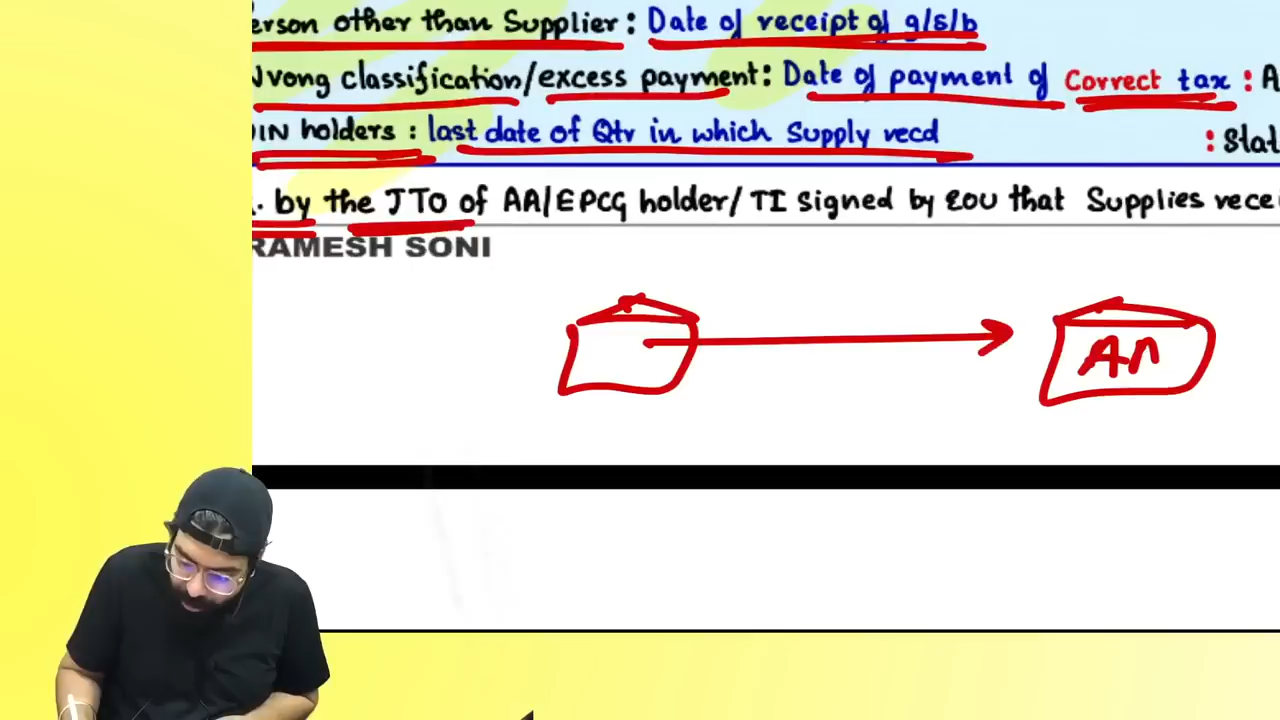 erson other than Supplier : Date of receipt of g/s/b
Wrong classification/excess payment: Date of payment of Correct tax : A
UIN holders : last date of Qtr in which Supply recd : Stat
. by the JTO of AA/EPCG holder/ TI signed by EOU that Supplies rece
RAMESH SONI
AA